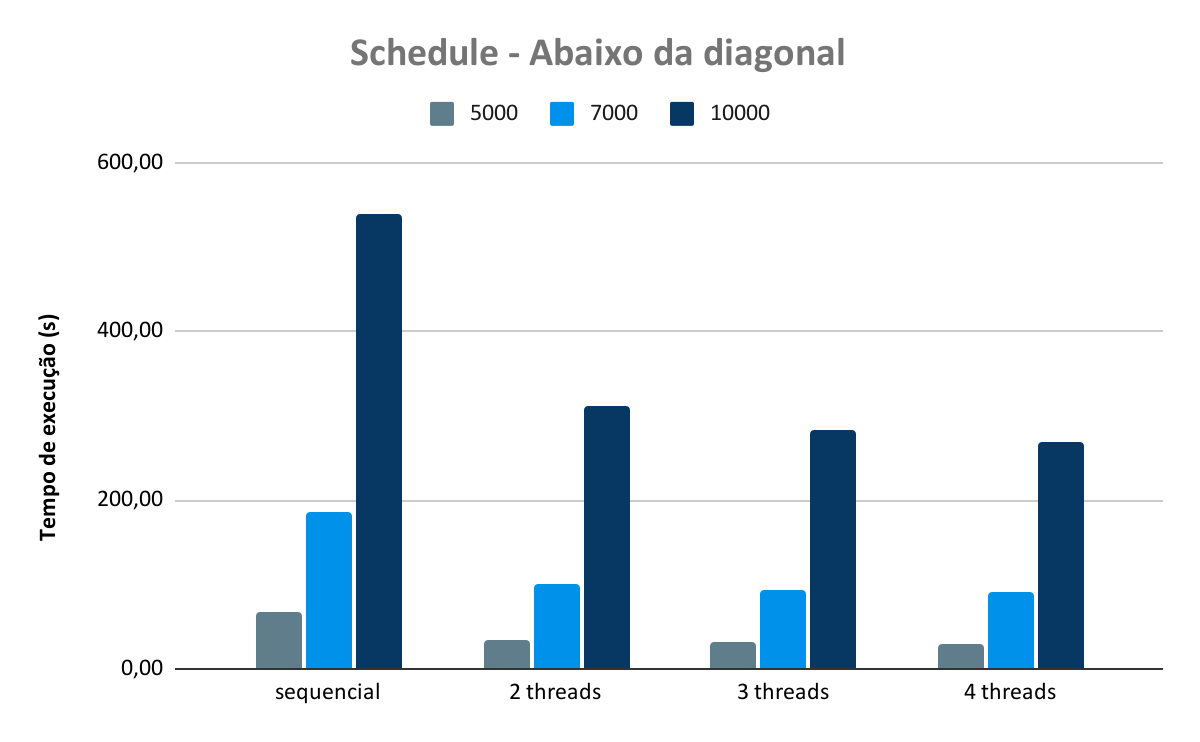 Schedule - Abaixo da diagonal
5000 7000 10000
600,00
400,00
200,00
0,00
Tempo de execução (s)
sequencial 2 threads 3 threads 4 threads